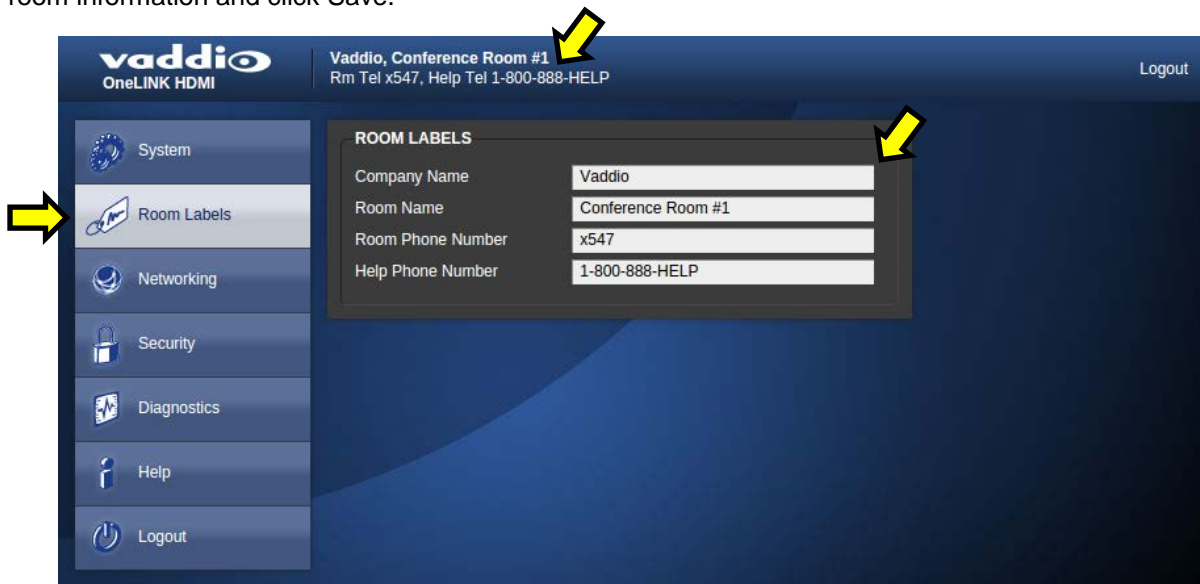 room information and click Save.
vaddio
OneLINK HDMI
Vaddio, Conference Room #1
Rm Tel x547, Help Tel 1-800-888-HELP
Logout
System
Room Labels
Networking
Security
Diagnostics
Help
Logout
ROOM LABELS
Company Name Vaddio
Room Name Conference Room #1
Room Phone Number x547
Help Phone Number 1-800-888-HELP